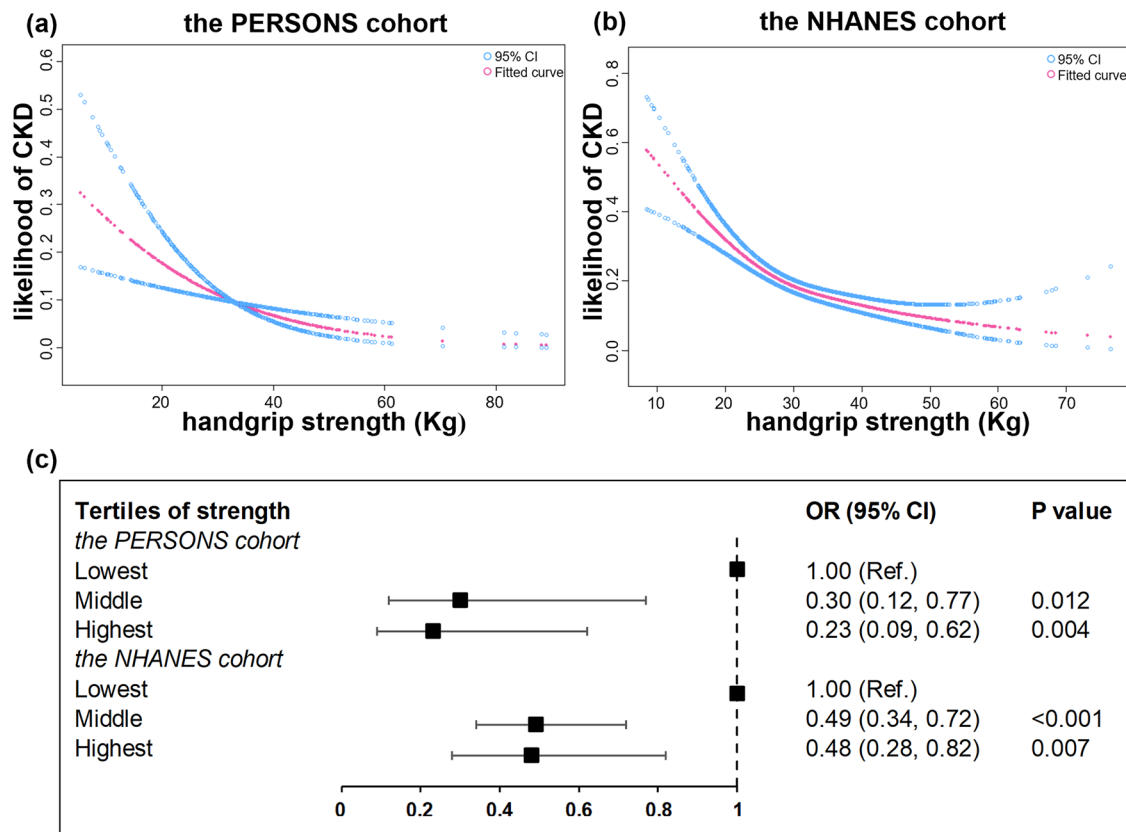 (a) the PERSONS cohort
95% CI
Fitted curve
likelihood of CKD
0.6
0.5
0.4
0.3
0.2
0.1
0.0
20 40 60 80
handgrip strength (Kg)
(b) the NHANES cohort
95% CI
Fitted curve
likelihood of CKD
0.8
0.6
0.4
0.2
0.0
10 20 30 40 50 60 70
handgrip strength (Kg)
(c)
Tertiles of strength OR (95% CI) P value
the PERSONS cohort
Lowest 1.00 (Ref.)
Middle 0.30 (0.12, 0.77) 0.012
Highest 0.23 (0.09, 0.62) 0.004
the NHANES cohort
Lowest 1.00 (Ref.)
Middle 0.49 (0.34, 0.72) <0.001
Highest 0.48 (0.28, 0.82) 0.007
0 0.2 0.4 0.6 0.8 1